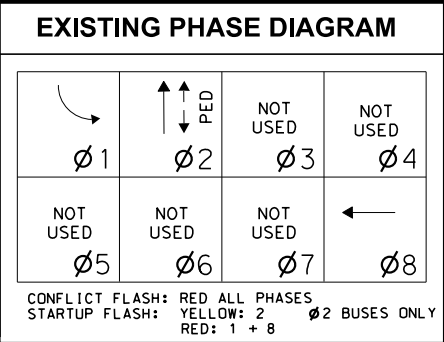 EXISTING PHASE DIAGRAM
Ø1
PED
Ø2
NOT
USED
Ø3
NOT
USED
Ø4
NOT
USED
Ø5
NOT
USED
Ø6
NOT
USED
Ø7
Ø8
CONFLICT FLASH: RED ALL PHASES
STARTUP FLASH: YELLOW: 2 Ø2 BUSES ONLY
RED: 1 + 8